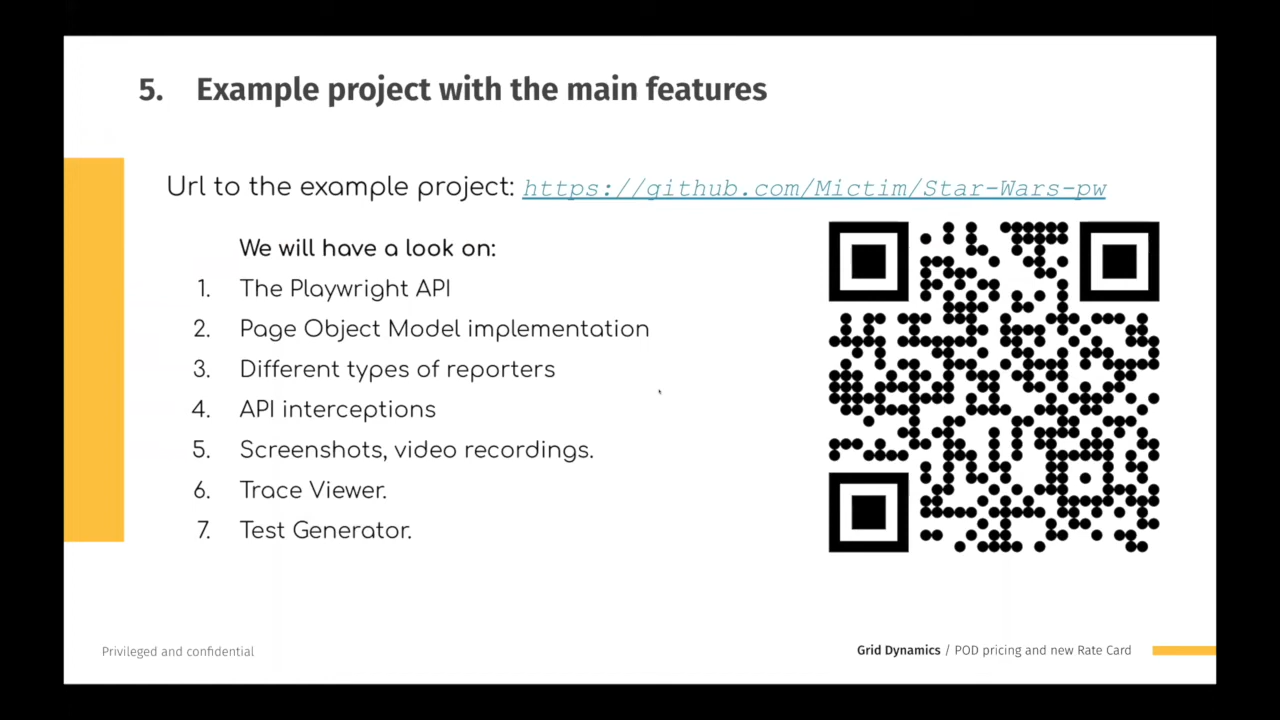 5. Example project with the main features
Url to the example project: https://github.com/Mictim/Star-Wars-pw
We will have a look on:
1. The Playwright API
2. Page Object Model implementation
3. Different types of reporters
4. API interceptions
5. Screenshots, video recordings.
6. Trace Viewer.
7. Test Generator.
Privileged and confidential
Grid Dynamics / POD pricing and new Rate Card